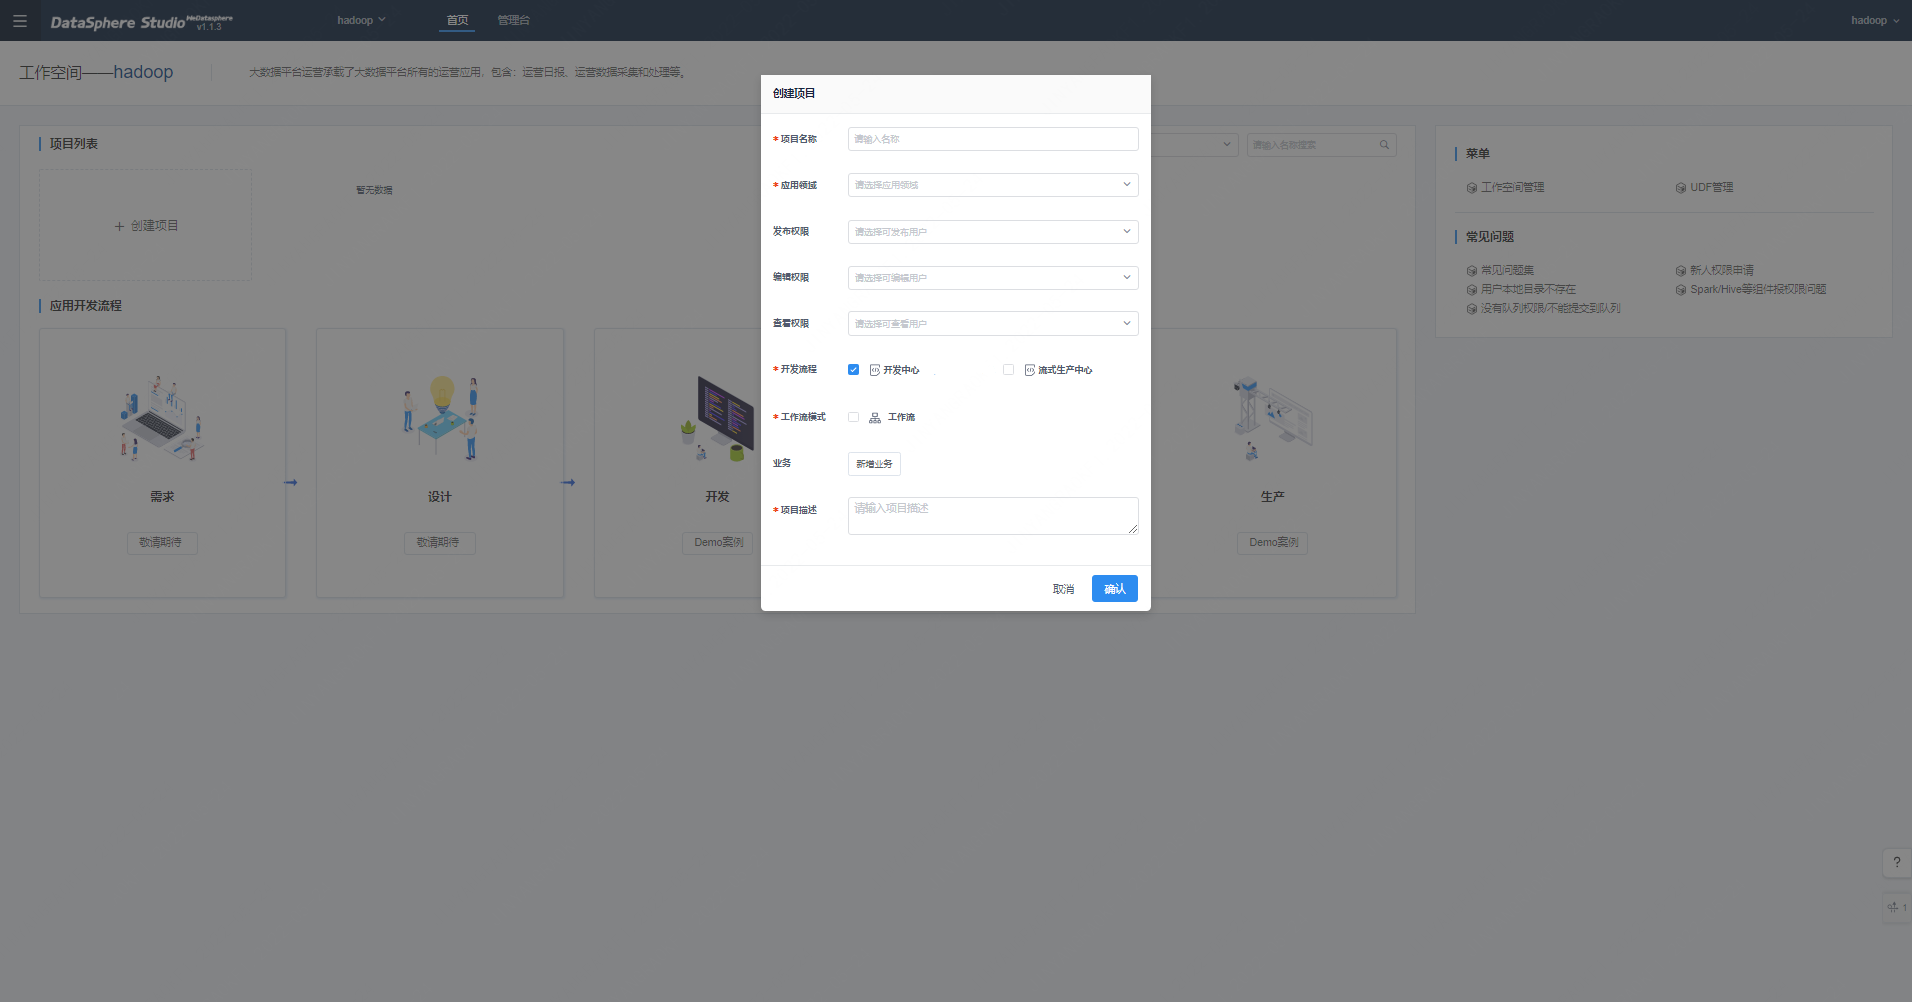 DataSphere Studio WeDatasphere v1.1.3
hadoop
首页
管理台
hadoop
工作空间——hadoop
大数据平台运营承载了大数据平台所有的运营应用，包含：运营日报、运营数据采集和处理等。
项目列表
请输入名称搜索
+ 创建项目
暂无数据
应用开发流程
需求
敬请期待
设计
敬请期待
开发
Demo案例
生产
Demo案例
创建项目
* 项目名称
请输入名称
* 应用领域
请选择应用领域
发布权限
请选择可发布用户
编辑权限
请选择可编辑用户
查看权限
请选择可查看用户
* 开发流程
开发中心
流式生产中心
* 工作流模式
工作流
业务
新增业务
* 项目描述
请输入项目描述
取消
确认
菜单
工作空间管理
UDF管理
常见问题
常见问题集
新人权限申请
用户本地目录不存在
Spark/Hive等组件报权限问题
没有队列权限/不能提交到队列
?
1